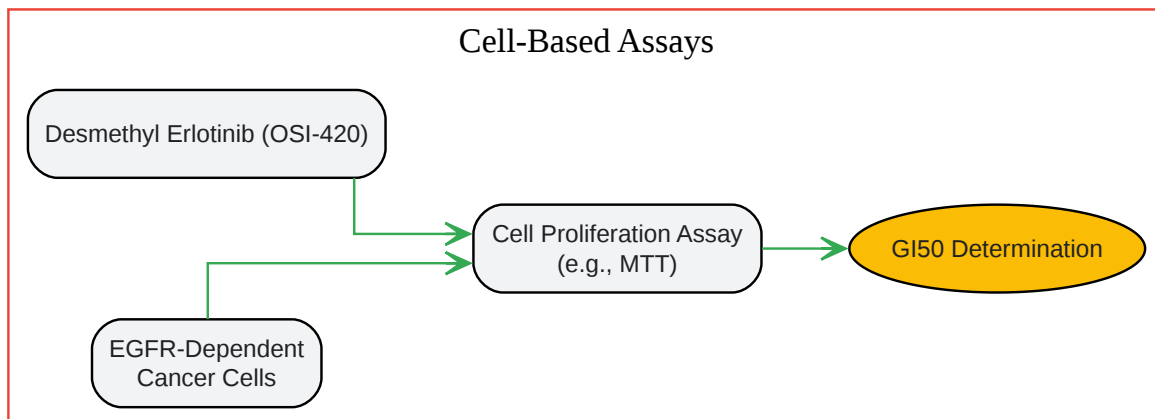 Cell-Based Assays
Desmethyl Erlotinib (OSI-420)
Cell Proliferation Assay
(e.g., MTT)
GI50 Determination
EGFR-Dependent
Cancer Cells